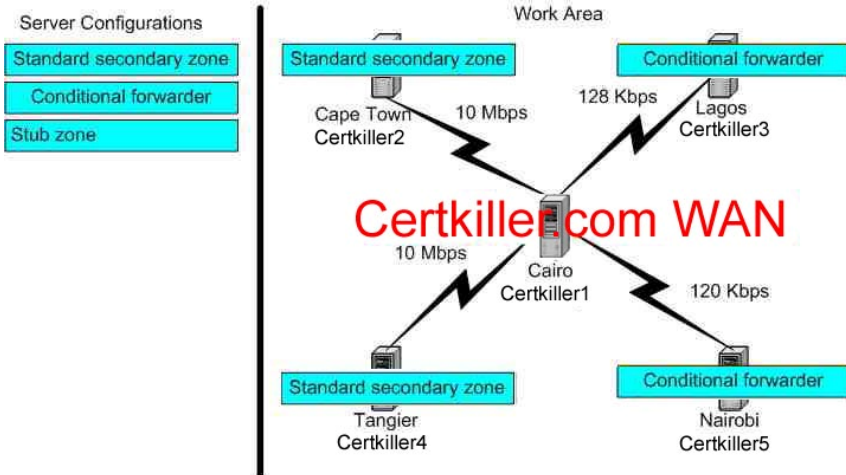 Server Configurations
Standard secondary zone
Conditional forwarder
Stub zone
Work Area
Standard secondary zone
Conditional forwarder
Cape Town
Certkiller2
10 Mbps
128 Kbps
Lagos
Certkiller3
Certkiller.com WAN
10 Mbps
Cairo
Certkiller1
120 Kbps
Standard secondary zone
Conditional forwarder
Tangier
Certkiller4
Nairobi
Certkiller5